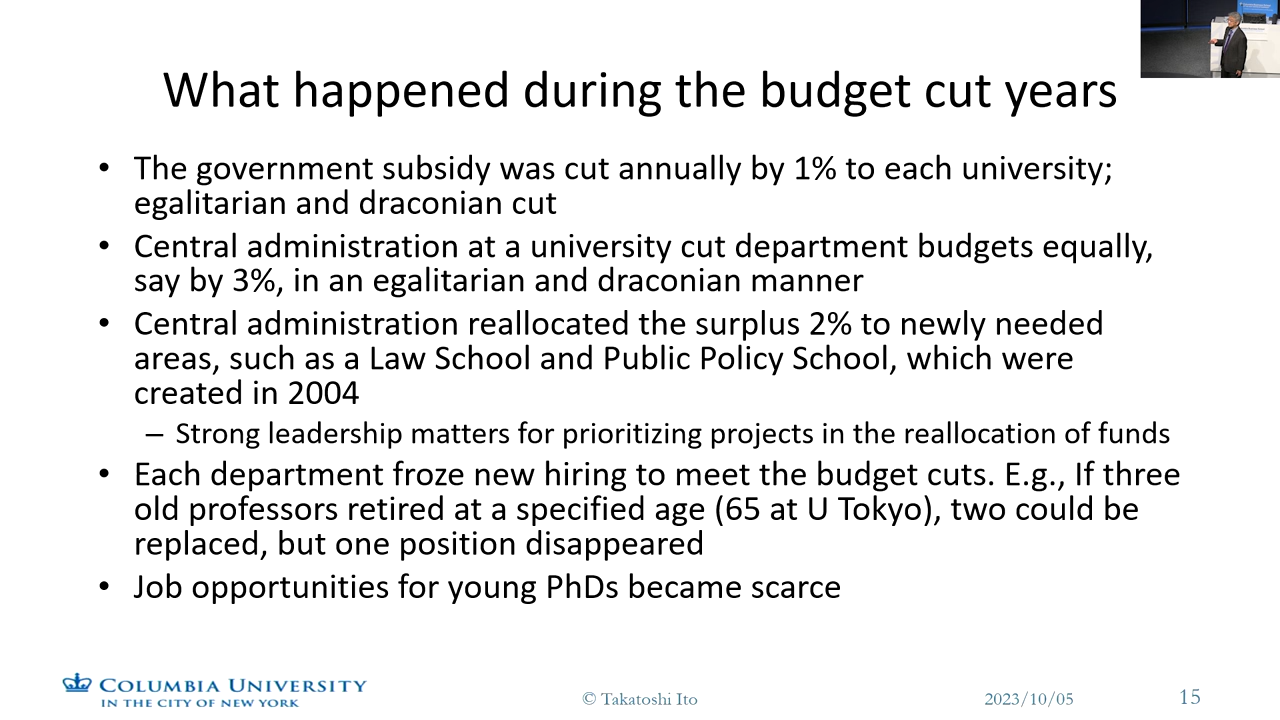 What happened during the budget cut years
• The government subsidy was cut annually by 1% to each university;
egalitarian and draconian cut
• Central administration at a university cut department budgets equally,
say by 3%, in an egalitarian and draconian manner
• Central administration reallocated the surplus 2% to newly needed
areas, such as a Law School and Public Policy School, which were
created in 2004
– Strong leadership matters for prioritizing projects in the reallocation of funds
• Each department froze new hiring to meet the budget cuts. E.g., If three
old professors retired at a specified age (65 at U Tokyo), two could be
replaced, but one position disappeared
• Job opportunities for young PhDs became scarce
COLUMBIA UNIVERSITY
IN THE CITY OF NEW YORK
© Takatoshi Ito
2023/10/05
15